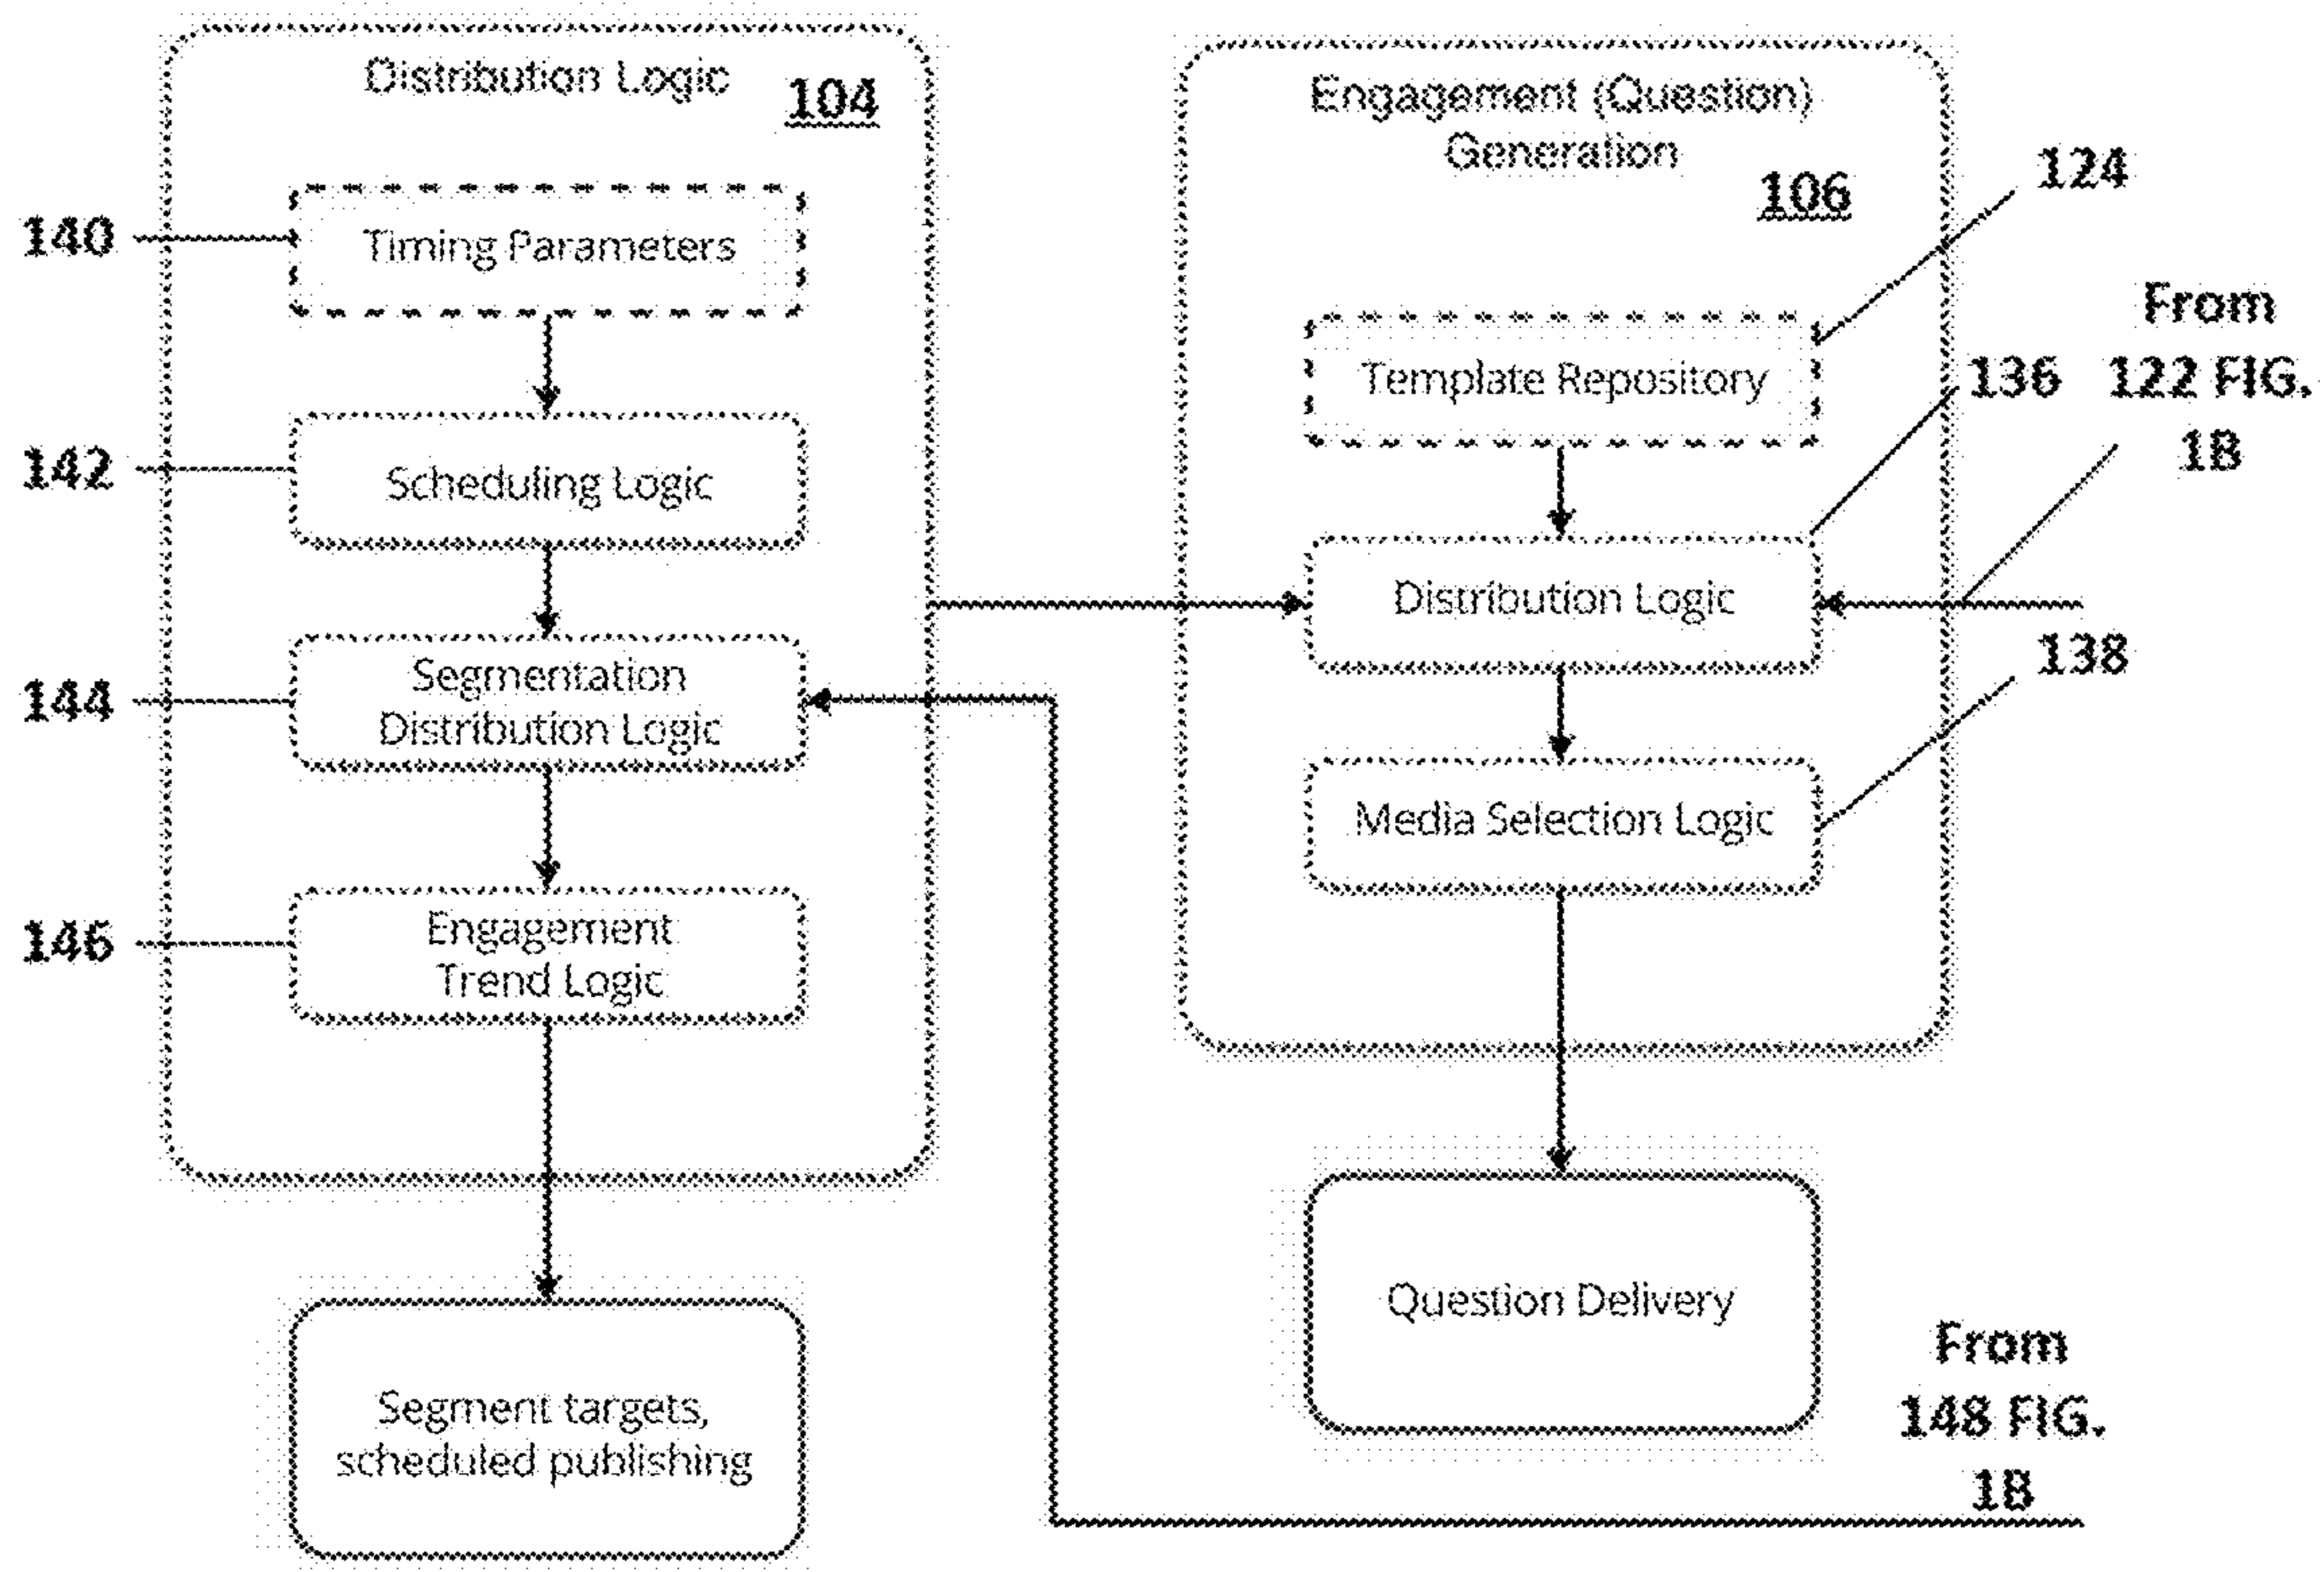 Distribution Logic
104
140
Timing Parameters
142
Scheduling Logic
144
Segmentation
Distribution Logic
146
Engagement
Trend Logic
Segment targets,
scheduled publishing
Engagement (Question)
Generation
106
124
Template Repository
136
From
122 FIG.
1B
Distribution Logic
138
Media Selection Logic
Question Delivery
From
148 FIG.
1B